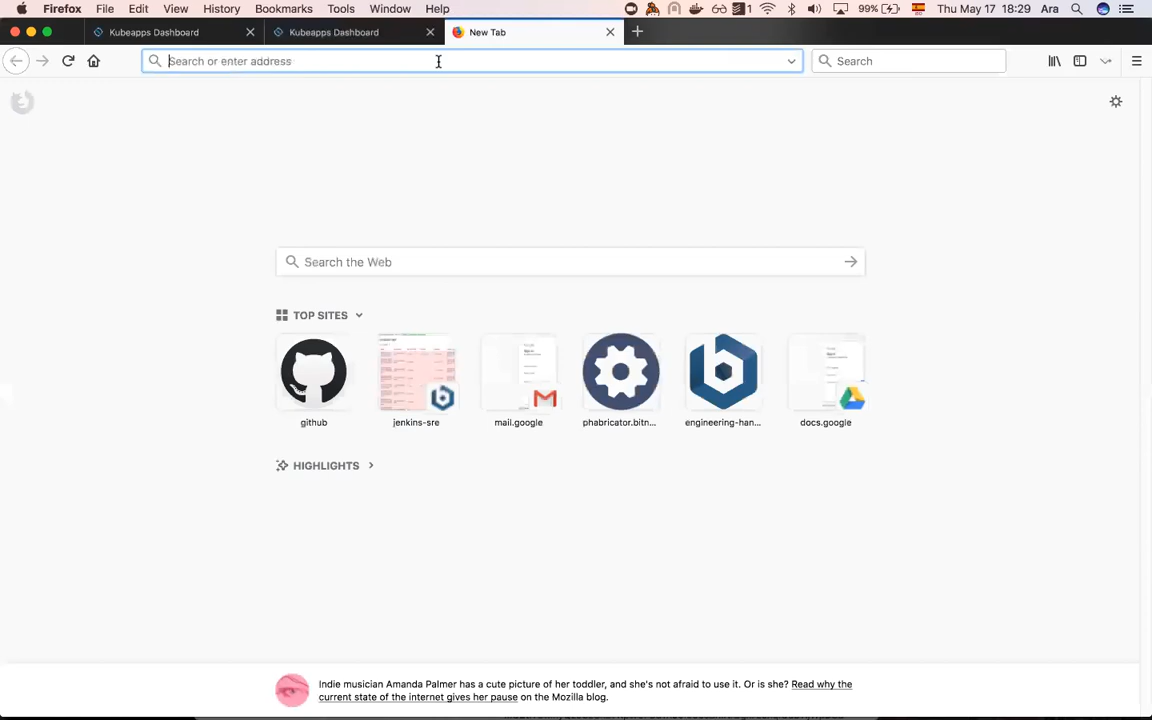 Firefox File Edit View History Bookmarks Tools Window Help 1 99% Thu May 17 18:29 Ara
Kubeapps Dashboard Kubeapps Dashboard New Tab
Search or enter address Search
Search the Web
TOP SITES
github jenkins-sre mail.google phabricator.bitn... engineering-han... docs.google
HIGHLIGHTS
Indie musician Amanda Palmer has a cute picture of her toddler, and she's not afraid to use it. Or is she? Read why the
current state of the internet gives her pause on the Mozilla blog.